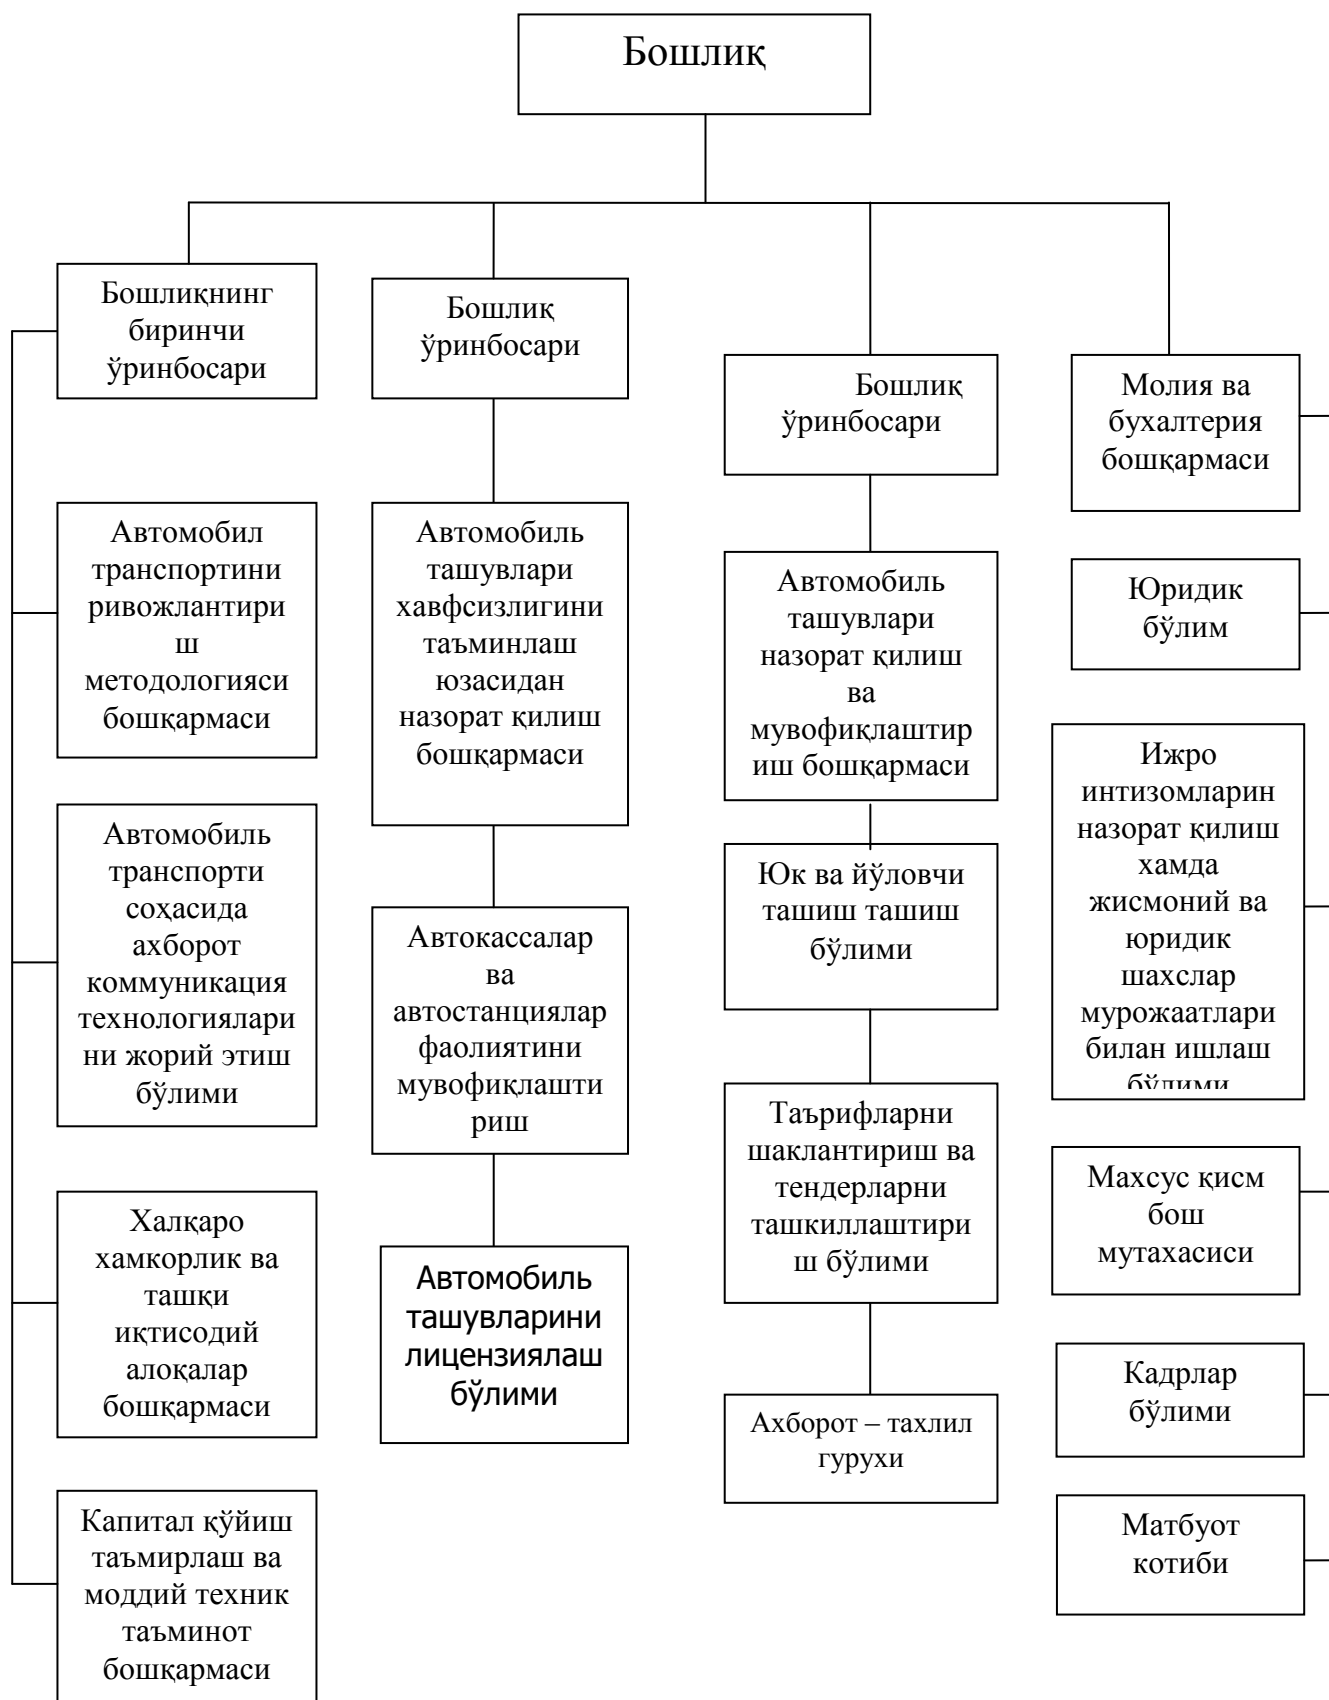 Бошлиқ
Бошлиқнинг
биринчи
ўринбосари
Автомобил
транспортини
ривожлантири
ш
методологияси
бошқармаси
Автомобиль
транспорти
соҳасида
ахборот
коммуникация
технологиялари
ни жорий этиш
бўлими
Халқаро
хамкорлик ва
ташқи
иқтисодий
алоқалар
бошқармаси
Капитал қўйиш
таъмирлаш ва
моддий техник
таъминот
бошқармаси
Бошлиқ
ўринбосари
Автомобиль
ташувлари
хавфсизлигини
таъминлаш
юзасидан
назорат қилиш
бошқармаси
Автокассалар
ва
автостанциялар
фаолиятини
мувофиқлашти
риш
Автомобиль
ташувларини
лицензиялаш
бўлими
Бошлиқ
ўринбосари
Автомобиль
ташувлари
назорат қилиш
ва
мувофиқлаштир
иш бошқармаси
Юк ва йўловчи
ташиш ташиш
бўлими
Таърифларни
шаклантириш ва
тендерларни
ташкиллаштири
ш бўлими
Ахборот – тахлил
гурухи
Молия ва
бухалтерия
бошқармаси
Юридик
бўлим
Ижро
интизомларин
назорат қилиш
хамда
жисмоний ва
юридик
шахслар
мурожаатлари
билан ишлаш
бўлими
Махсус қисм
бош
мутахасиси
Кадрлар
бўлими
Матбуот
котиби